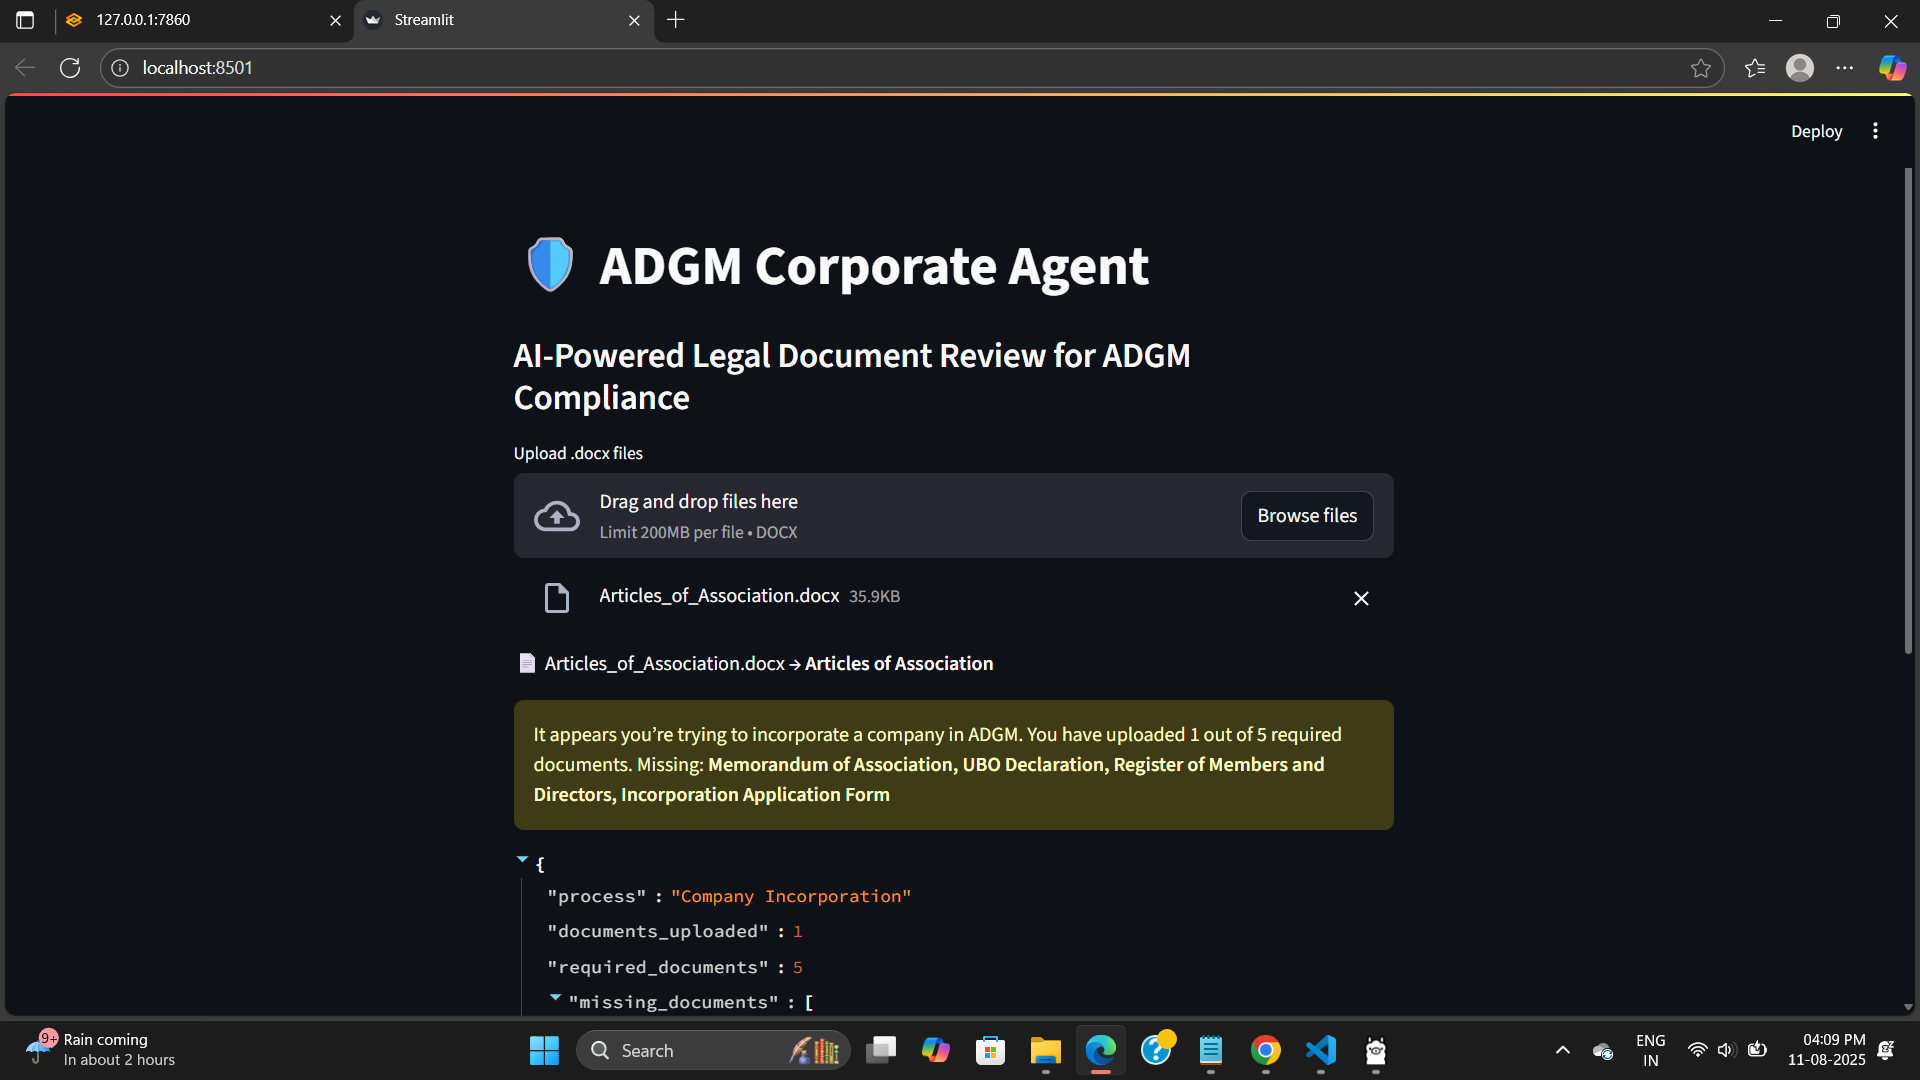 127.0.0.1:7860
Streamlit
localhost:8501
Deploy
ADGM Corporate Agent
AI-Powered Legal Document Review for ADGM
Compliance
Upload .docx files
Drag and drop files here
Limit 200MB per file • DOCX
Browse files
Articles_of_Association.docx 35.9KB
Articles_of_Association.docx → Articles of Association
It appears you’re trying to incorporate a company in ADGM. You have uploaded 1 out of 5 required
documents. Missing: Memorandum of Association, UBO Declaration, Register of Members and
Directors, Incorporation Application Form
{
"process" : "Company Incorporation"
"documents_uploaded" : 1
"required_documents" : 5
"missing_documents" : [
9+
Rain coming
In about 2 hours
Search
ENG
IN
04:09 PM
11-08-2025